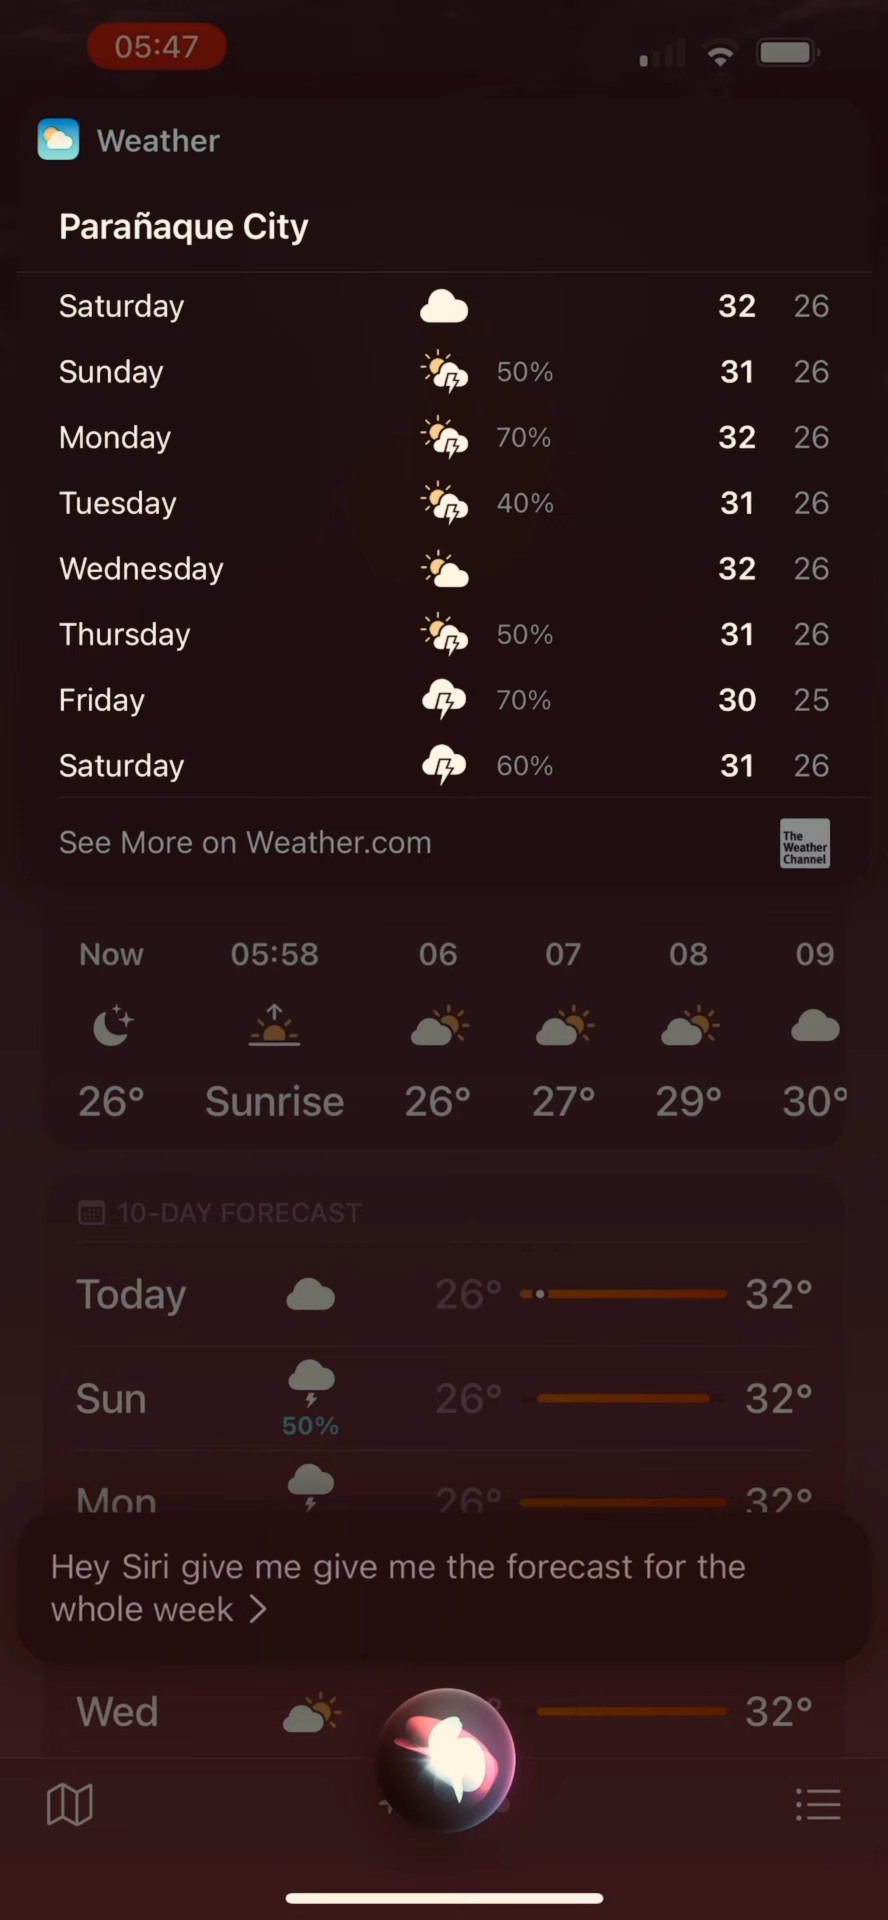 05:47
Weather
Parañaque City
Saturday 32 26
Sunday 50% 31 26
Monday 70% 32 26
Tuesday 40% 31 26
Wednesday 32 26
Thursday 50% 31 26
Friday 70% 30 25
Saturday 60% 31 26
See More on Weather.com
The
Weather
Channel
Now 05:58 06 07 08 09
26° Sunrise 26° 27° 29° 30°
10-DAY FORECAST
Today 26° 32°
Sun 26° 32°
50%
Mon 26° 32°
Hey Siri give me give me the forecast for the
whole week >
Wed 32°